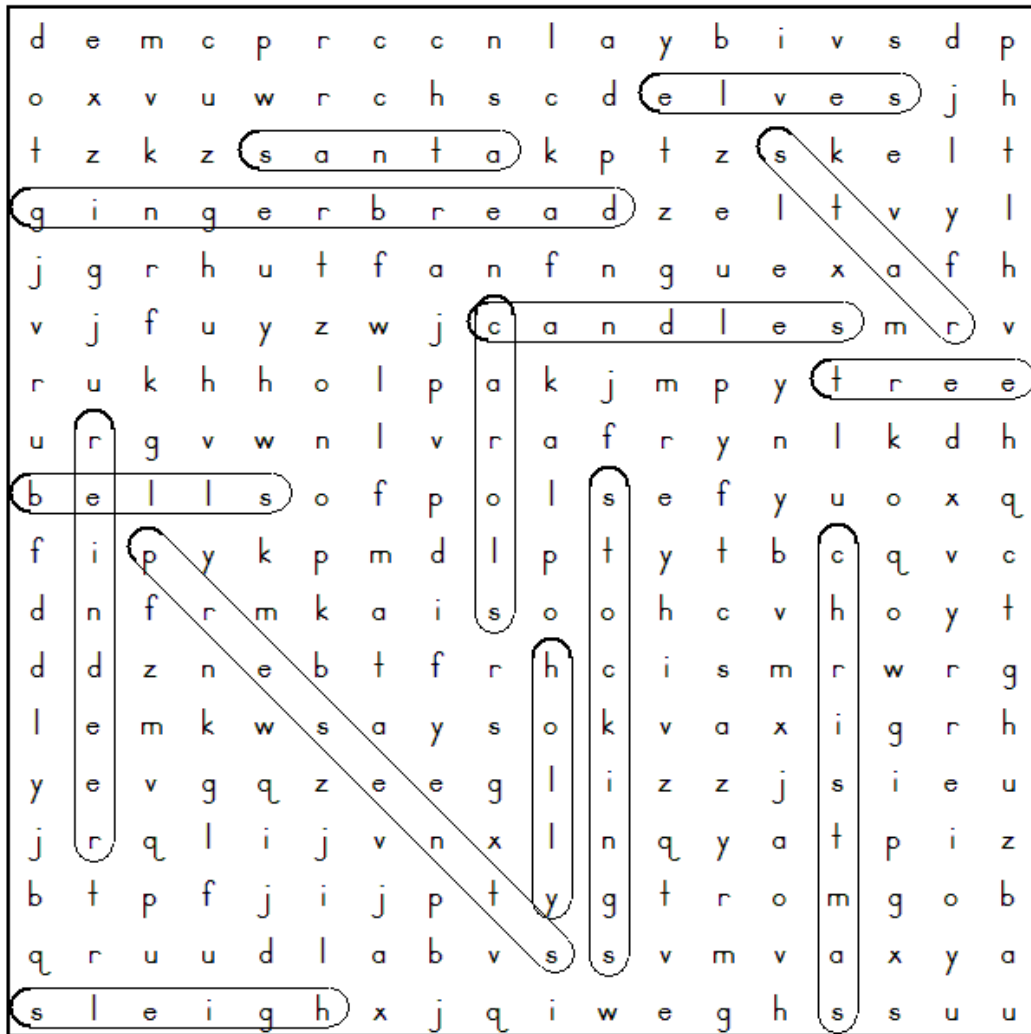 d e m c p r c c n l a y b i v s d p
o x v u w r c h s c d e l v e s j h
t z k z s a n t a k p t z s k e l t
g i n g e r b r e a d z e l t v y l
j g r h u t f a n f n g u e x a f h
v j f u y z w j c a n d l e s m r v
r u k h h o l p a k j m p y t r e e
u r g v w n l v r a f r y n l k d h
b e l l s o f p o l s e f y u o x q
f i p y k p m d l p t y t b c q v c
d n f r m k a i s o o h c v h o y t
d d z n e b t f r h c i s m r w r g
l e m k w s a y s o k v a x i g r h
y e v g q z e e g l i z z j s i e u
j r q l i j v n x l n q y a t p i z
b t p f j i j p t y g t r o m g o b
q r u u d l a b v s s v m v a x y a
s l e i g h x j q i w e g h s s u u